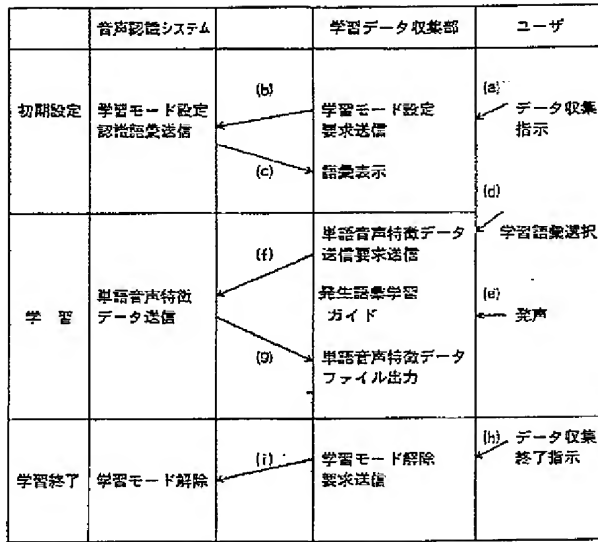 音声認識システム
学習データ収集部
ユーザ
初期設定
学習モード設定
認識語彙送信
(b)
(c)
学習モード設定
要求送信
語彙表示
(a)
データ収集
指示
(d)
学習語彙選択
学 習
単語音声特徴
データ送信
(f)
(g)
単語音声特徴データ
送信要求送信
発生語彙学習
ガイド
単語音声特徴データ
ファイル出力
(e)
発声
学習終了
学習モード解除
(i)
学習モード解除
要求送信
(h)
データ収集
終了指示